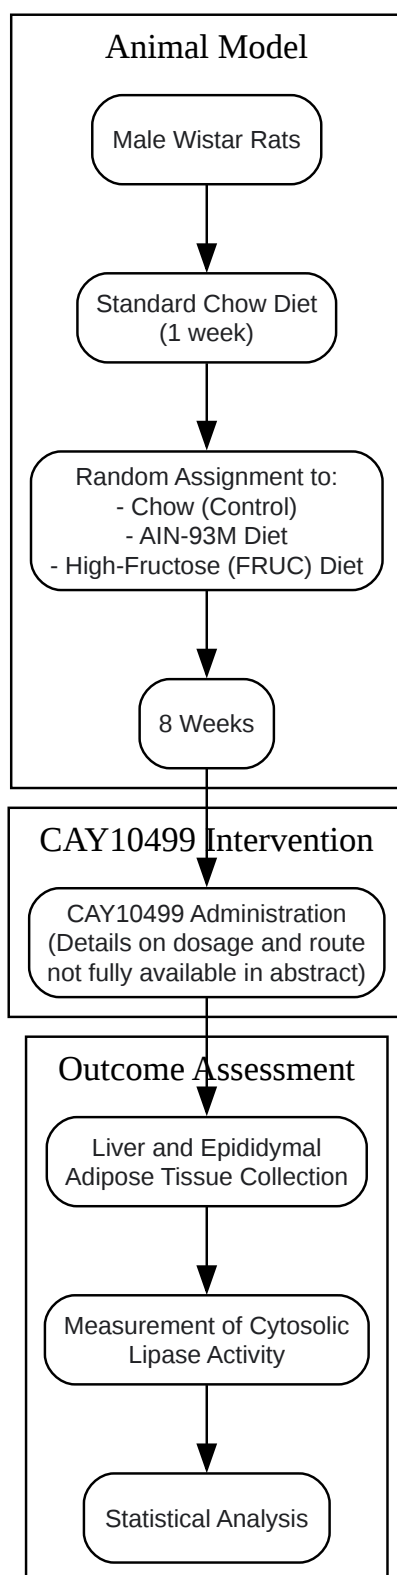 Animal Model
Male Wistar Rats
Standard Chow Diet
(1 week)
Random Assignment to:
- Chow (Control)
- AIN-93M Diet
- High-Fructose (FRUC) Diet
8 Weeks
CAY10499 Intervention
CAY10499 Administration
(Details on dosage and route
not fully available in abstract)
Outcome Assessment
Liver and Epididymal
Adipose Tissue Collection
Measurement of Cytosolic
Lipase Activity
Statistical Analysis